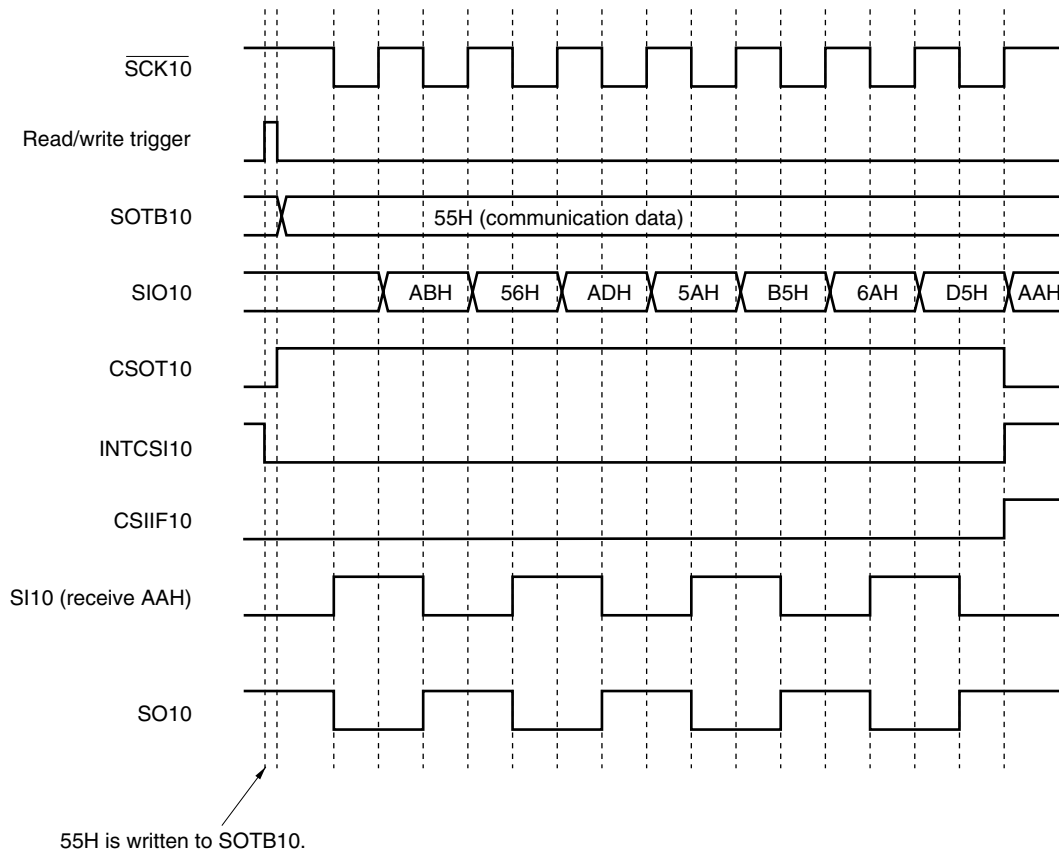 SCK10
Read/write trigger
SOTB10
55H (communication data)
SIO10
ABH 56H ADH 5AH B5H 6AH D5H AAH
CSOT10
INTCSI10
CSIIF10
SI10 (receive AAH)
SO10
55H is written to SOTB10.